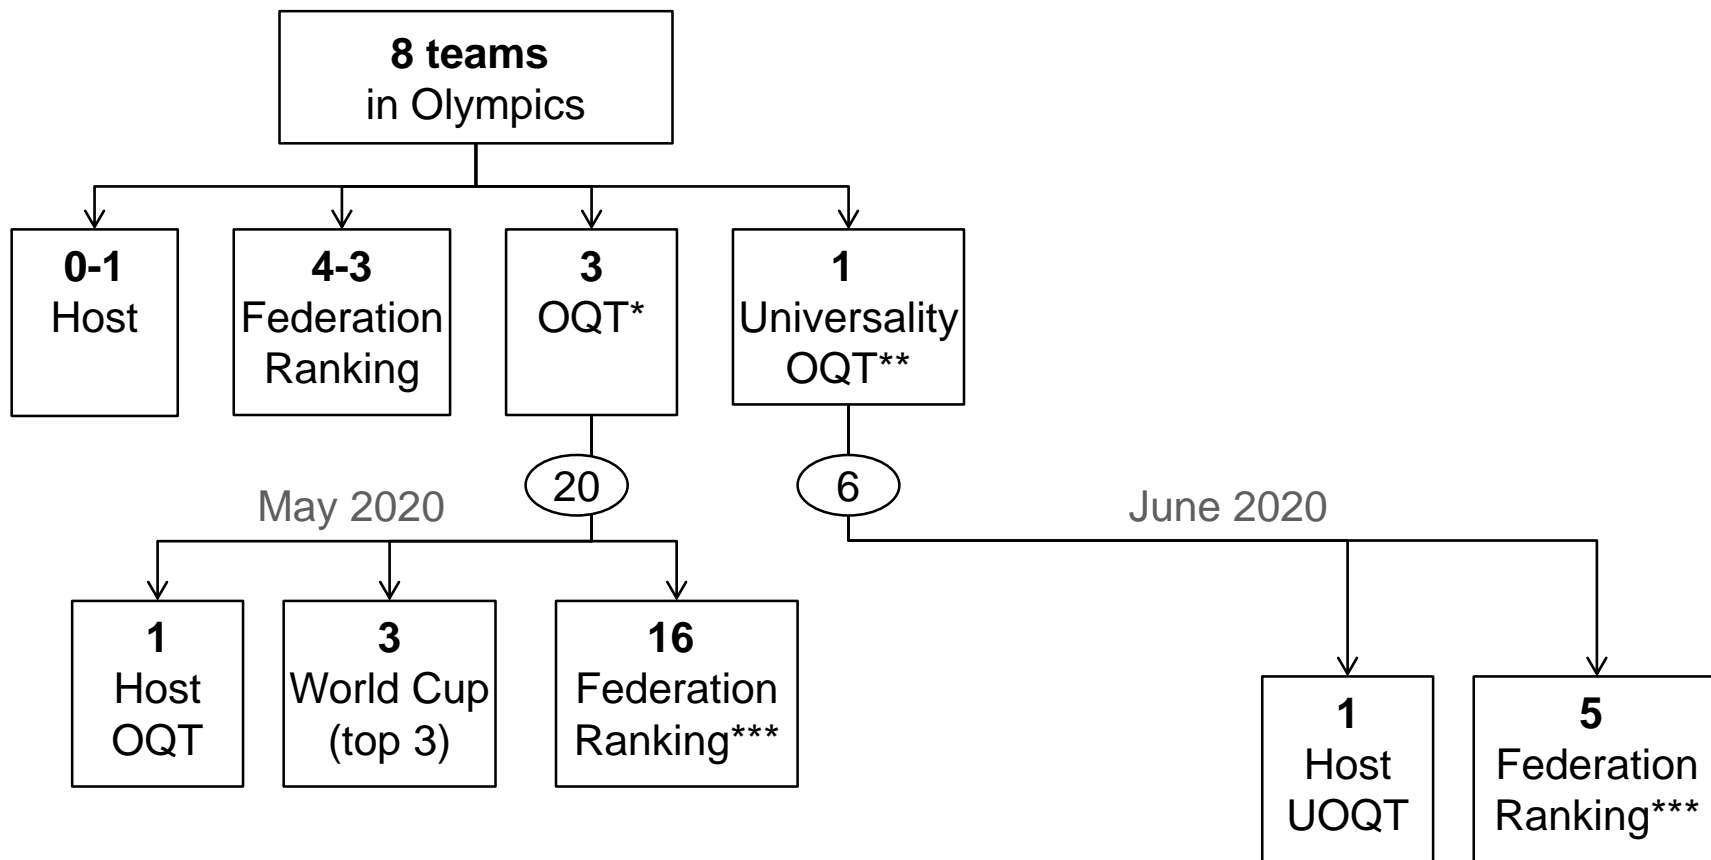 8 teams
in Olympics
0-1
Host
4-3
Federation
Ranking
3
OQT*
1
Universality
OQT**
20
6
May 2020
June 2020
1
Host
OQT
3
World Cup
(top 3)
16
Federation
Ranking***
1
Host
UOQT
5
Federation
Ranking***